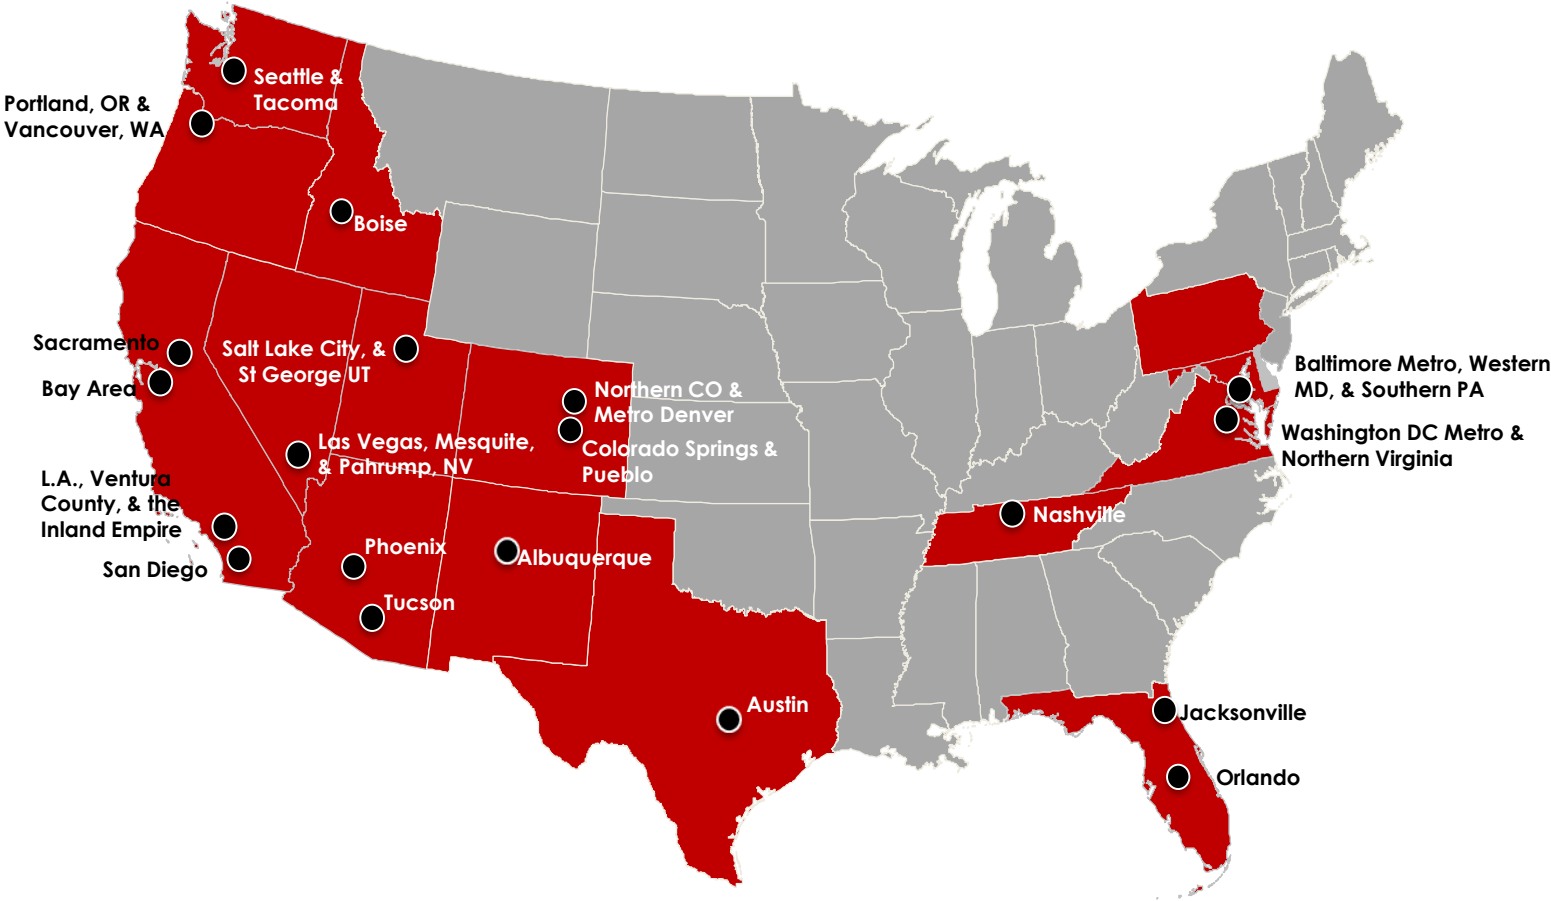 Seattle &
Tacoma
Portland, OR &
Vancouver, WA
Boise
Sacramento
Bay Area
Salt Lake City, &
St George UT
Northern CO &
Metro Denver
Colorado Springs &
Pueblo
Las Vegas, Mesquite,
& Pahrump, NV
L.A., Ventura
County, & the
Inland Empire
San Diego
Phoenix
Tucson
Albuquerque
Austin
Nashville
Baltimore Metro, Western
MD, & Southern PA
Washington DC Metro &
Northern Virginia
Jacksonville
Orlando